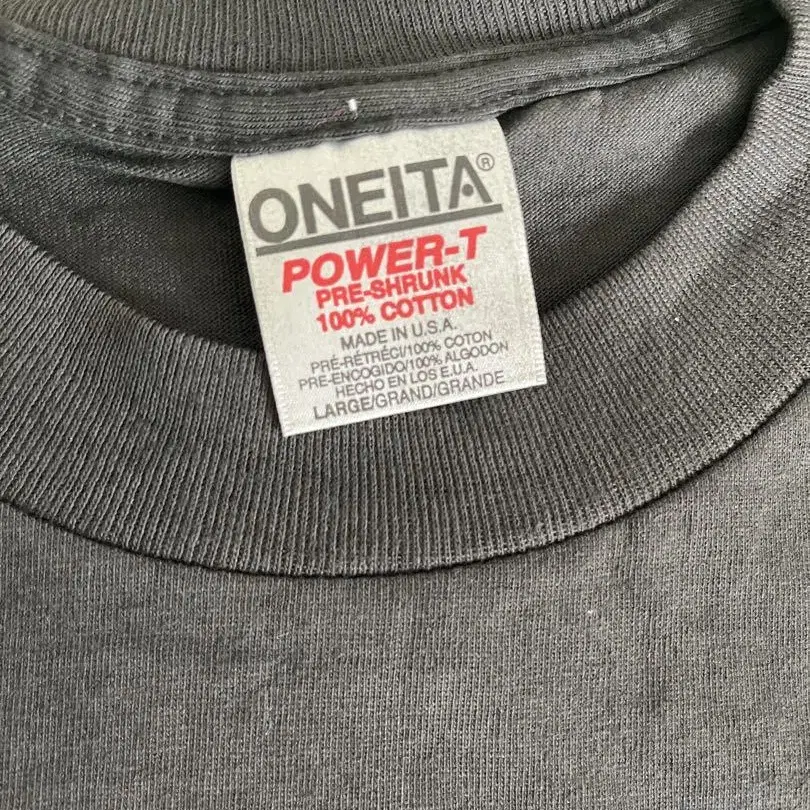 ONEITA®
POWER-T
PRE-SHRUNK
100% COTTON
MADE IN U.S.A.
PRÉ-RÉTRÉCI/100% COTON
PRE-ENCOGIDO/100% ALGODON
HECHO EN LOS E.U.A.
LARGE/GRAND/GRANDE